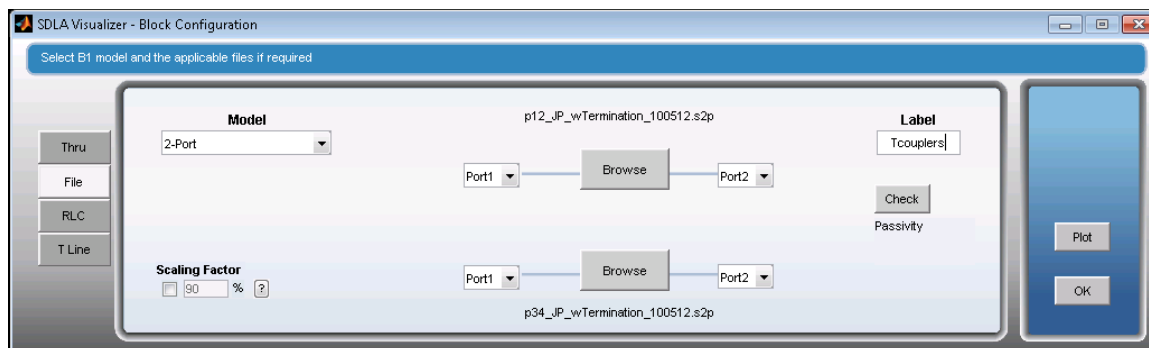 SDLA Visualizer - Block Configuration
Select B1 model and the applicable files if required
Thru
File
RLC
T Line
Model
2-Port
p12_JP_wTermination_100512.s2p
Port1
Browse
Port2
Label
Tcouplers
Check
Passivity
Scaling Factor
90 % ?
Port1
Browse
Port2
p34_JP_wTermination_100512.s2p
Plot
OK